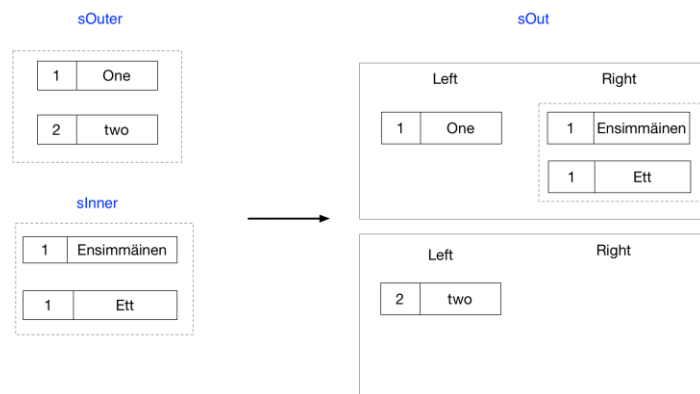 sOuter
1 One
2 two
sInner
1 Ensimmäinen
1 Ett
sOut
Left Right
1 One 1 Ensimmäinen
1 Ett
Left Right
2 two